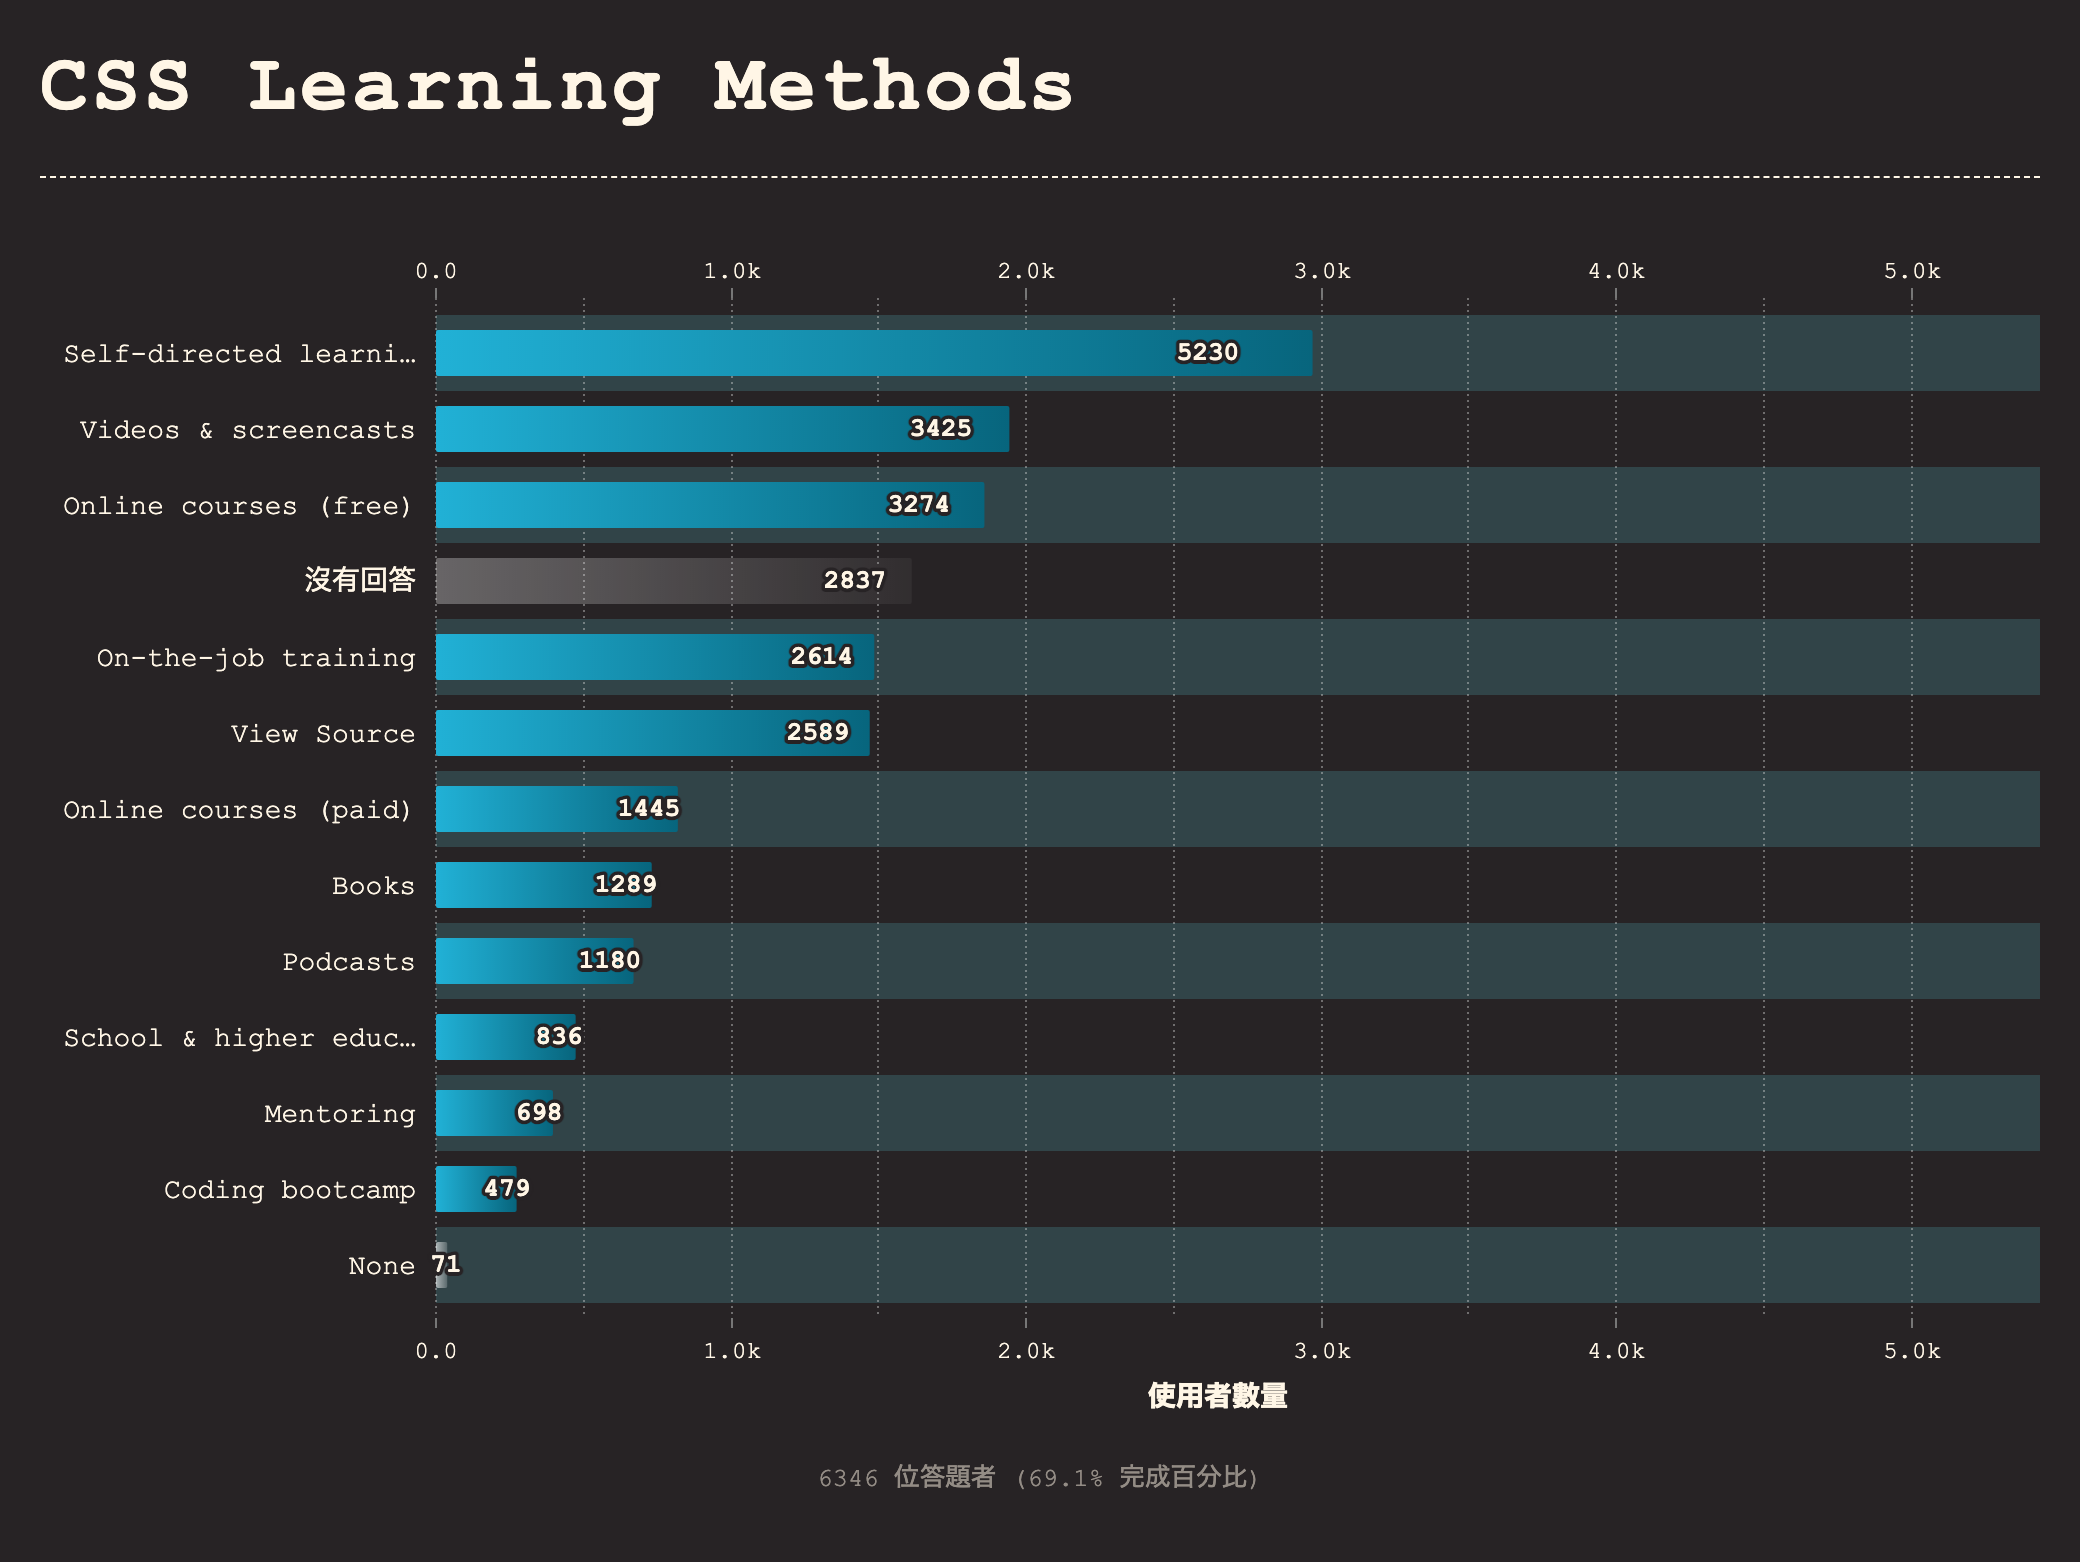 CSS Learning Methods
0.0 1.0k 2.0k 3.0k 4.0k 5.0k
Self-directed learni… 5230
Videos & screencasts 3425
Online courses (free) 3274
沒有回答 2837
On-the-job training 2614
View Source 2589
Online courses (paid) 1445
Books 1289
Podcasts 1180
School & higher educ… 836
Mentoring 698
Coding bootcamp 479
None 71
0.0 1.0k 2.0k 3.0k 4.0k 5.0k
使用者數量
6346 位答題者 (69.1% 完成百分比)